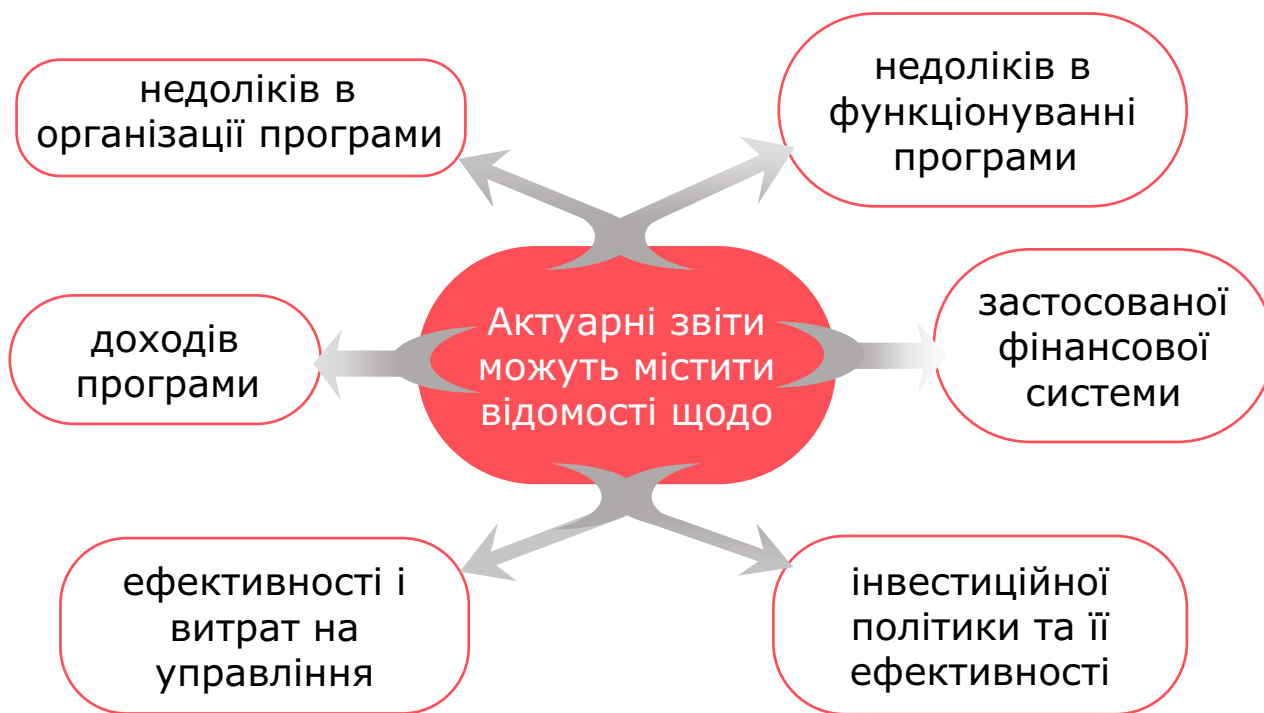 недоліків в
організації програми
недоліків в
функціонуванні
програми
Актуарні звіти
можуть містити
відомості щодо
доходів
програми
застосованої
фінансової
системи
ефективності і
витрат на
управління
інвестиційної
політики та її
ефективності